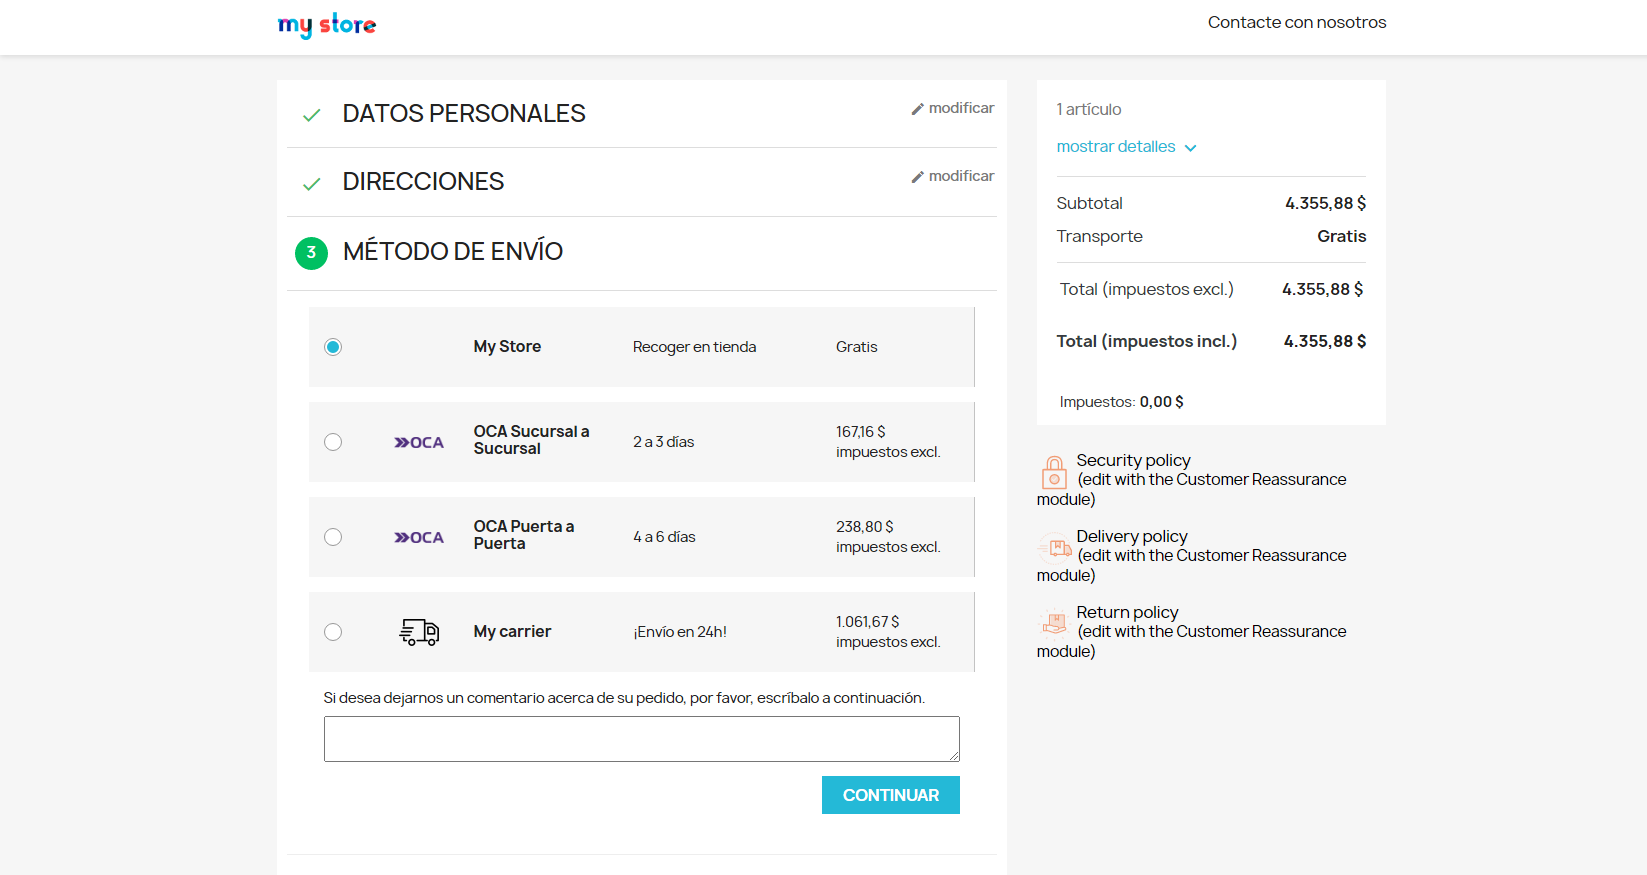 my store
Contacte con nosotros
DATOS PERSONALES
modificar
DIRECCIONES
modificar
3 MÉTODO DE ENVÍO
My Store
Recoger en tienda
Gratis
OCA
OCA Sucursal a
Sucursal
2 a 3 días
167,16 $
impuestos excl.
OCA
OCA Puerta a
Puerta
4 a 6 días
238,80 $
impuestos excl.
My carrier
¡Envío en 24h!
1.061,67 $
impuestos excl.
Si desea dejarnos un comentario acerca de su pedido, por favor, escríbalo a continuación.
CONTINUAR
1 artículo
mostrar detalles
Subtotal 4.355,88 $
Transporte Gratis
Total (impuestos excl.) 4.355,88 $
Total (impuestos incl.) 4.355,88 $
Impuestos: 0,00 $
Security policy
(edit with the Customer Reassurance
module)
Delivery policy
(edit with the Customer Reassurance
module)
Return policy
(edit with the Customer Reassurance
module)